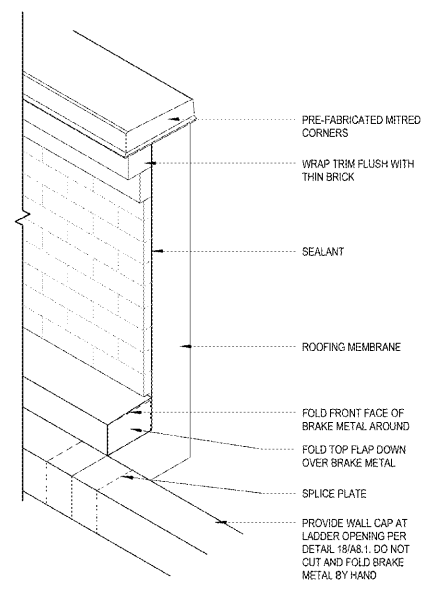 PRE-FABRICATED MITRED
CORNERS
WRAP TRIM FLUSH WITH
THIN BRICK
SEALANT
ROOFING MEMBRANE
FOLD FRONT FACE OF
BRAKE METAL AROUND
FOLD TOP FLAP DOWN
OVER BRAKE METAL
SPLICE PLATE
PROVIDE WALL CAP AT
LADDER OPENING PER
DETAIL 18/A8.1. DO NOT
CUT AND FOLD BRAKE
METAL BY HAND